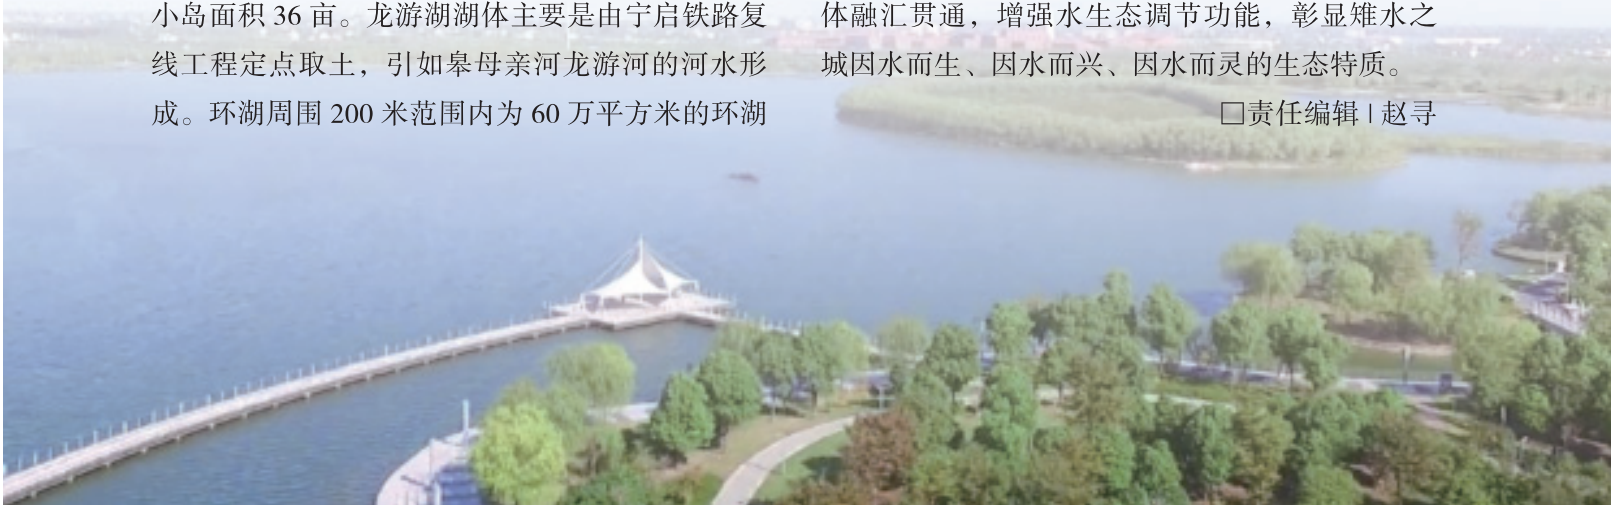 小岛面积 36 亩。龙游湖湖体主要是由宁启铁路复
线工程定点取土，引如皋母亲河龙游河的河水形
成。环湖周围 200 米范围内为 60 万平方米的环湖
体融汇贯通，增强水生态调节功能，彰显雉水之
城因水而生、因水而兴、因水而灵的生态特质。
□责任编辑 | 赵寻